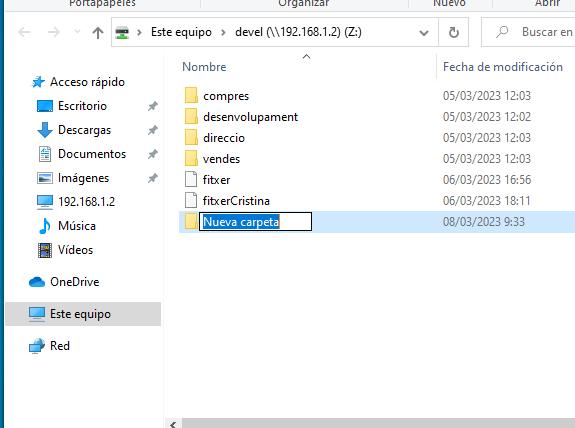 Portapapeles Organizar Nuevo Abrir
Este equipo > devel (\\192.168.1.2) (Z:) Buscar en
Nombre Fecha de modificación
Acceso rápido
Escritorio
Descargas
Documentos
Imágenes
192.168.1.2
Música
Vídeos
OneDrive
Este equipo
Red
compres 05/03/2023 12:03
desenvolupament 05/03/2023 12:02
direccio 05/03/2023 12:03
vendes 05/03/2023 12:03
fitxer 06/03/2023 16:56
fitxerCristina 06/03/2023 18:11
Nueva carpeta 08/03/2023 9:33